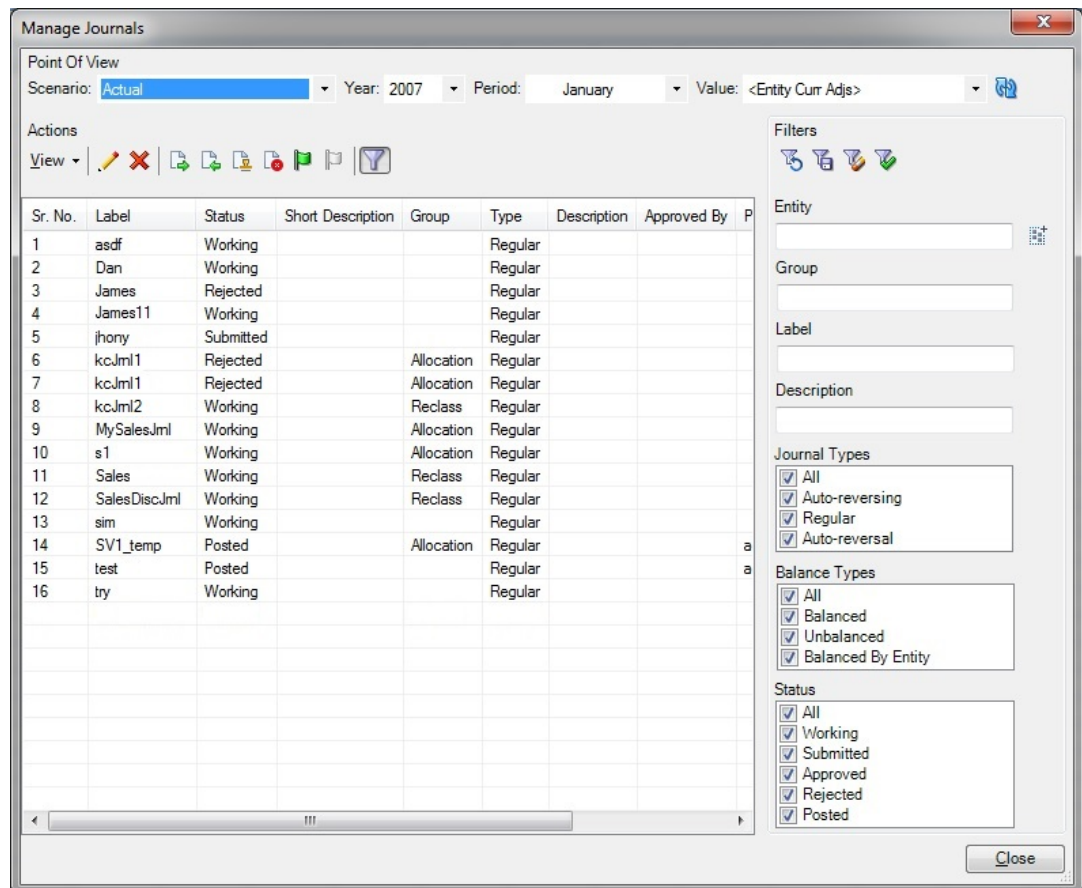 Manage Journals
Point Of View
Scenario: Actual Year: 2007 Period: January Value: <Entity Curr Adjs>
Actions
View
Sr. No. Label Status Short Description Group Type Description Approved By P
1 asdf Working Regular
2 Dan Working Regular
3 James Rejected Regular
4 James11 Working Regular
5 jhony Submitted Regular
6 kcJrnl1 Rejected Allocation Regular
7 kcJrnl1 Rejected Allocation Regular
8 kcJrnl2 Working Reclass Regular
9 MySalesJrnl Working Allocation Regular
10 s1 Working Allocation Regular
11 Sales Working Reclass Regular
12 SalesDiscJrnl Working Reclass Regular
13 sim Working Regular
14 SV1_temp Posted Allocation Regular a
15 test Posted Regular a
16 try Working Regular
Filters
Entity
Group
Label
Description
Journal Types
All
Auto-reversing
Regular
Auto-reversal
Balance Types
All
Balanced
Unbalanced
Balanced By Entity
Status
All
Working
Submitted
Approved
Rejected
Posted
Close